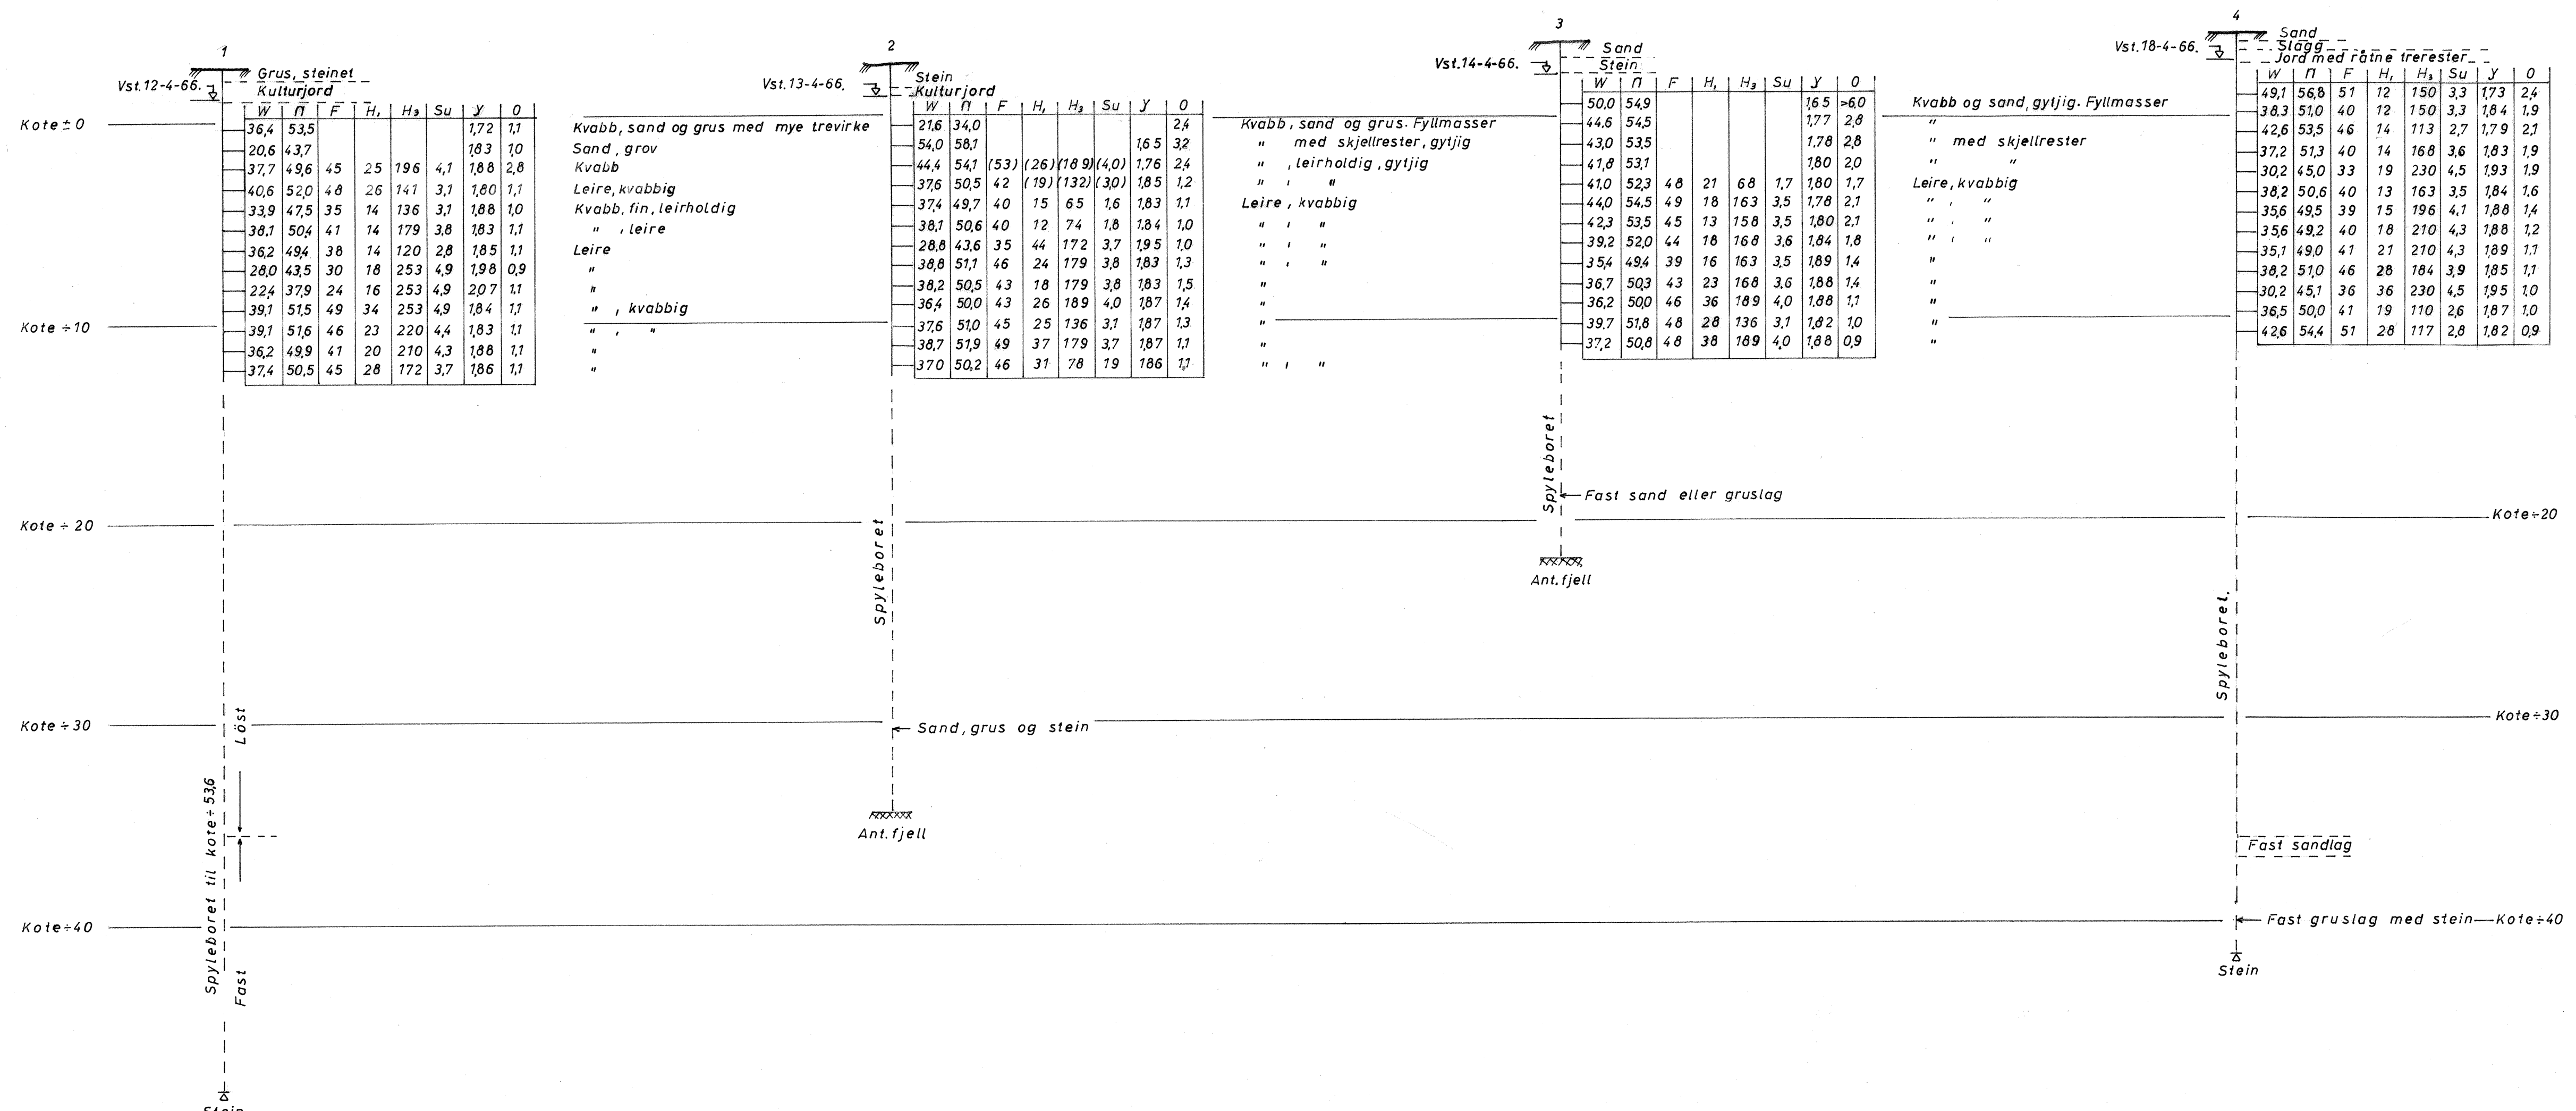 1
Vst. 12-4-66.
Grus, steinet
Kulturjord
W n F H₁ H₃ Su γ O
36,4 53,5 1,72 1,1 Kvabb, sand og grus med mye trevirke
20,6 43,7 1,83 1,0 Sand, grov
37,7 49,6 45 25 196 4,1 1,88 2,8 Kvabb
40,6 52,0 48 26 141 3,1 1,80 1,1 Leire, kvabbig
33,9 47,5 35 14 136 3,1 1,88 1,0 Kvabb, fin, leirholdig
38,1 50,4 41 14 179 3,8 1,83 1,1 " , leire
36,2 49,4 38 14 120 2,8 1,85 1,1 Leire
28,0 43,5 30 18 253 4,9 1,98 0,9 "
22,4 37,9 24 16 253 4,9 2,07 1,1 "
39,1 51,5 49 34 253 4,9 1,84 1,1 " , kvabbig
39,1 51,6 46 23 220 4,4 1,83 1,1 " , "
36,2 49,9 41 20 210 4,3 1,88 1,1 "
37,4 50,5 45 28 172 3,7 1,86 1,1 "
Löst
Spyleboret til kote ÷ 53,6
Fast
Stein
2
Vst. 13-4-66.
Stein
Kulturjord
W n F H₁ H₃ Su γ O
21,6 34,0 2,4 Kvabb, sand og grus. Fyllmasser
54,0 58,1 1,65 3,2 " med skjellrester, gytjig
44,4 54,1 (53) (26) (189) (4,0) 1,76 2,4 " , leirholdig, gytjig
37,6 50,5 42 (19) (132) (3,0) 1,85 1,2 " , "
37,4 49,7 40 15 65 1,6 1,83 1,1 Leire, kvabbig
38,1 50,6 40 12 74 1,8 1,84 1,0 " , "
28,8 43,6 35 44 172 3,7 1,95 1,0 " , "
38,8 51,1 46 24 179 3,8 1,83 1,3 " , "
38,2 50,5 43 18 179 3,8 1,83 1,5 "
36,4 50,0 43 26 189 4,0 1,87 1,4 "
37,6 51,0 45 25 136 3,1 1,87 1,3 "
38,7 51,9 49 37 179 3,7 1,87 1,1 "
37,0 50,2 46 31 78 1,9 1,86 1,1 " , "
Spyleboret
Sand, grus og stein
Ant. fjell
3
Vst. 14-4-66.
Sand
Stein
W n F H₁ H₃ Su γ O
50,0 54,9 1,65 >6,0 Kvabb og sand, gytjig. Fyllmasser
44,6 54,5 1,77 2,8 "
43,0 53,5 1,78 2,8 " med skjellrester
41,8 53,1 1,80 2,0 " "
41,0 52,3 48 21 68 1,7 1,80 1,7 Leire, kvabbig
44,0 54,5 49 18 163 3,5 1,78 2,1 " , "
42,3 53,5 45 13 158 3,5 1,80 2,1 " , "
39,2 52,0 44 18 168 3,6 1,84 1,8 " , "
35,4 49,4 39 16 163 3,5 1,89 1,4 "
36,7 50,3 43 23 168 3,6 1,88 1,4 "
36,2 50,0 46 36 189 4,0 1,88 1,1 "
39,7 51,8 48 28 136 3,1 1,82 1,0 "
37,2 50,8 48 38 189 4,0 1,88 0,9 "
Spyleboret
Fast sand eller gruslag
Ant. fjell
4
Vst. 18-4-66.
Sand
Slagg
Jord med råtne trerester
W n F H₁ H₃ Su γ O
49,1 56,8 51 12 150 3,3 1,73 2,4
38,3 51,0 40 12 150 3,3 1,84 1,9
42,6 53,5 46 14 113 2,7 1,79 2,1
37,2 51,3 40 14 168 3,6 1,83 1,9
30,2 45,0 33 19 230 4,5 1,93 1,9
38,2 50,6 40 13 163 3,5 1,84 1,6
35,6 49,5 39 15 196 4,1 1,88 1,4
35,6 49,2 40 18 210 4,3 1,88 1,2
35,1 49,0 41 21 210 4,3 1,89 1,1
38,2 51,0 46 28 184 3,9 1,85 1,1
30,2 45,1 36 36 230 4,5 1,95 1,0
36,5 50,0 41 19 110 2,6 1,87 1,0
42,6 54,4 51 28 117 2,8 1,82 0,9
Spyleboret.
Fast sandlag
Fast gruslag med stein
Stein
Kote ± 0
Kote ÷ 10
Kote ÷ 20
Kote ÷ 20
Kote ÷ 30
Kote ÷ 30
Kote ÷ 40
Kote ÷ 40